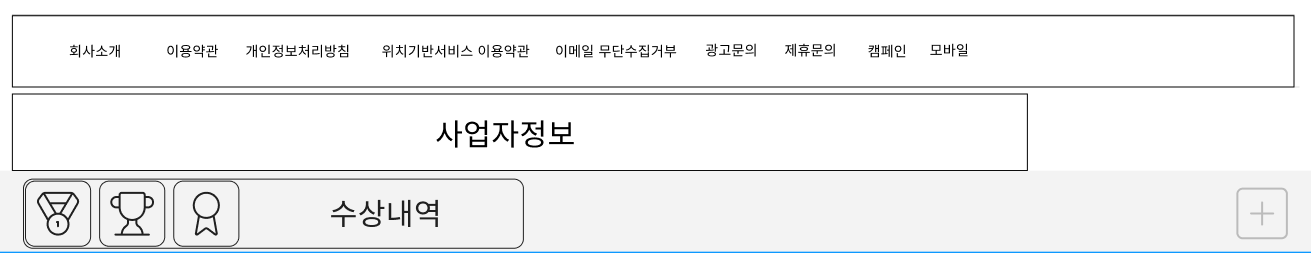 회사소개 이용약관 개인정보처리방침 위치기반서비스 이용약관 이메일 무단수집거부 광고문의 제휴문의 캠페인 모바일
사업자정보
1 수상내역